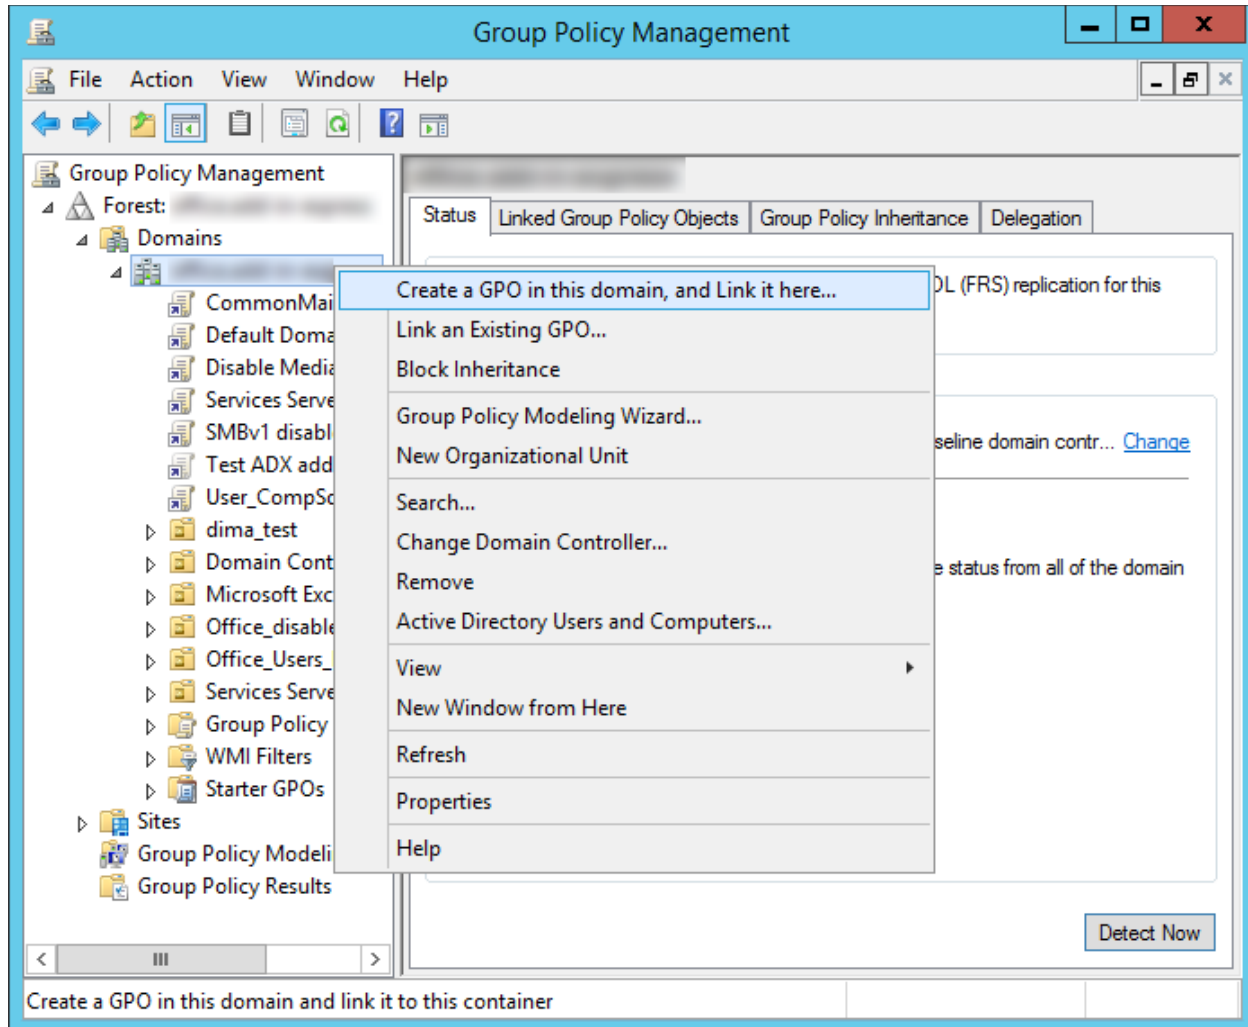 Group Policy Management
File Action View Window Help
Group Policy Management
Forest:
Domains
CommonMai
Default Doma
Disable Media
Services Serve
SMBv1 disabl
Test ADX add
User_CompSc
dima_test
Domain Cont
Microsoft Exc
Office_disable
Office_Users_
Services Serve
Group Policy
WMI Filters
Starter GPOs
Sites
Group Policy Modeli
Group Policy Results
Status Linked Group Policy Objects Group Policy Inheritance Delegation
OL (FRS) replication for this
seline domain contr... Change
e status from all of the domain
Detect Now
Create a GPO in this domain, and Link it here...
Link an Existing GPO...
Block Inheritance
Group Policy Modeling Wizard...
New Organizational Unit
Search...
Change Domain Controller...
Remove
Active Directory Users and Computers...
View
New Window from Here
Refresh
Properties
Help
Create a GPO in this domain and link it to this container